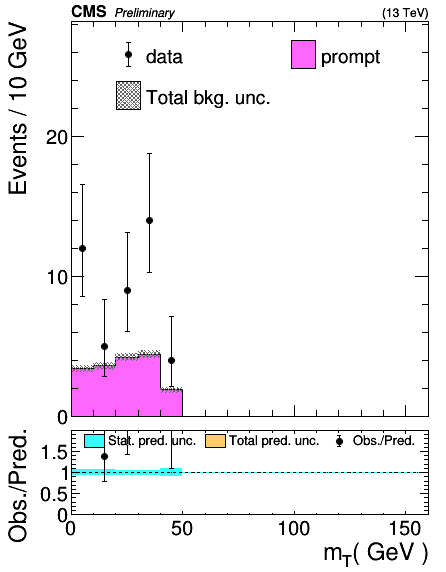 CMS Preliminary (13 TeV)
Events / 10 GeV
data
prompt
Total bkg. unc.
20
10
0
Obs./Pred.
Stat. pred. unc. Total pred. unc. Obs./Pred.
1.5
1
0.5
0
0 50 100 150
m_T( GeV )